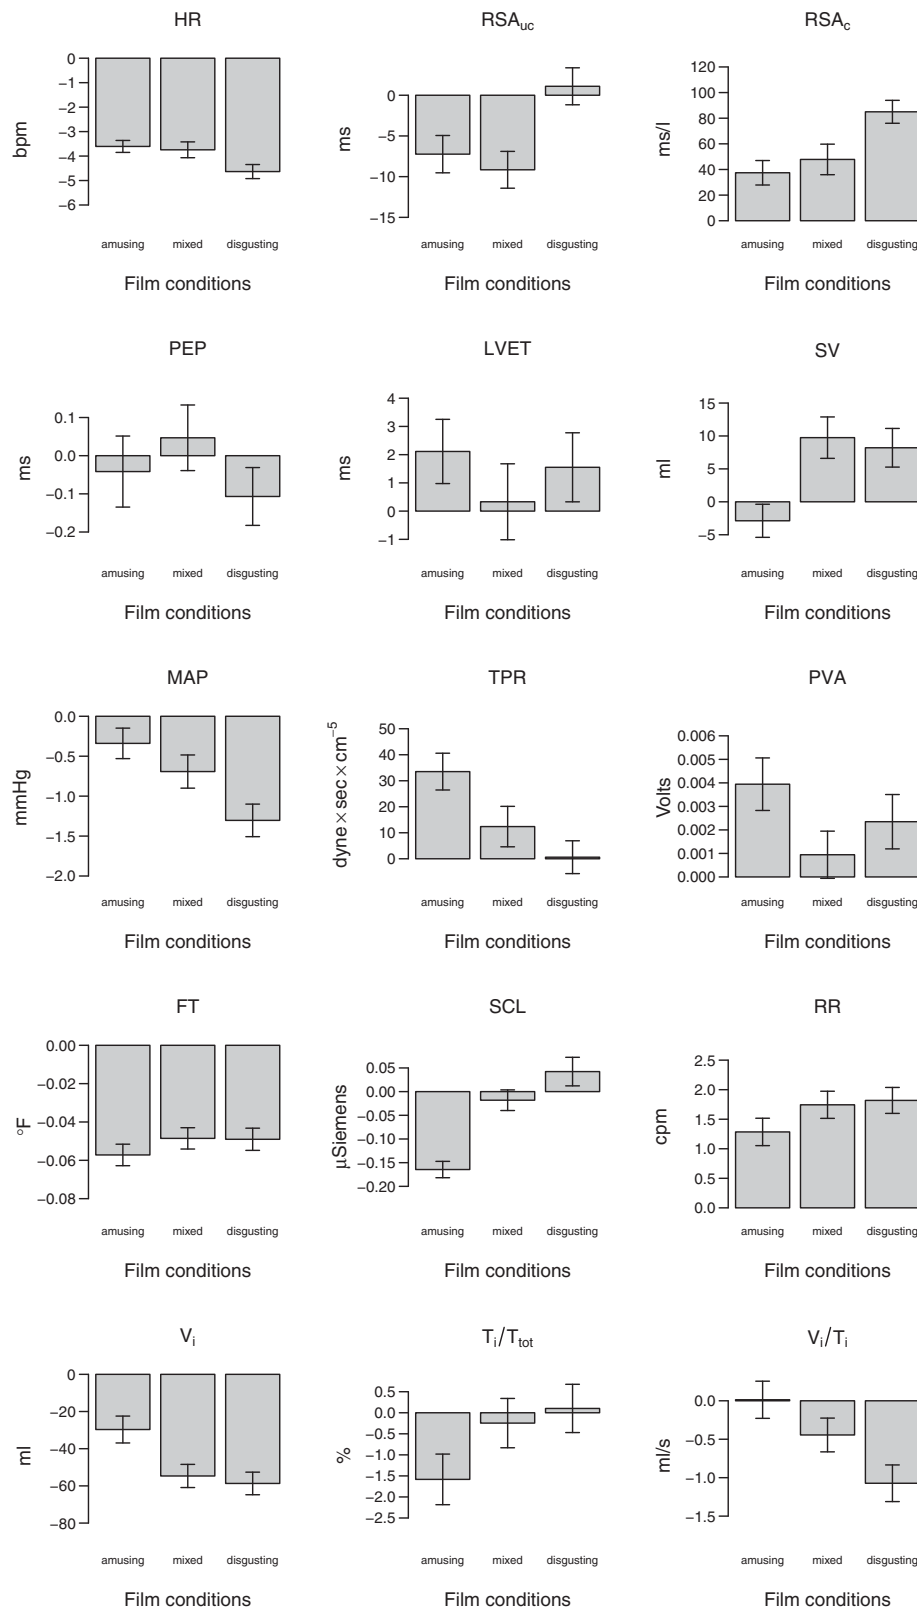 HR
bpm
0
−1
−2
−3
−4
−5
−6
amusing mixed disgusting
Film conditions
RSAuc
ms
0
−5
−10
−15
amusing mixed disgusting
Film conditions
RSAc
ms/l
120
100
80
60
40
20
0
amusing mixed disgusting
Film conditions
PEP
ms
0.1
0.0
−0.1
−0.2
amusing mixed disgusting
Film conditions
LVET
ms
4
3
2
1
0
−1
amusing mixed disgusting
Film conditions
SV
ml
15
10
5
0
−5
amusing mixed disgusting
Film conditions
MAP
mmHg
0.0
−0.5
−1.0
−1.5
−2.0
amusing mixed disgusting
Film conditions
TPR
dyne×sec×cm−5
50
40
30
20
10
0
amusing mixed disgusting
Film conditions
PVA
Volts
0.006
0.004
0.003
0.002
0.001
0.000
amusing mixed disgusting
Film conditions
FT
°F
0.00
−0.02
−0.04
−0.06
−0.08
amusing mixed disgusting
Film conditions
SCL
μSiemens
0.05
0.00
−0.05
−0.10
−0.15
−0.20
amusing mixed disgusting
Film conditions
RR
cpm
2.5
2.0
1.5
1.0
0.5
0.0
amusing mixed disgusting
Film conditions
Vi
ml
0
−20
−40
−60
−80
amusing mixed disgusting
Film conditions
Ti/Ttot
%
0.5
0.0
−0.5
−1.0
−1.5
−2.0
−2.5
amusing mixed disgusting
Film conditions
Vi/Ti
ml/s
0.0
−0.5
−1.0
−1.5
amusing mixed disgusting
Film conditions